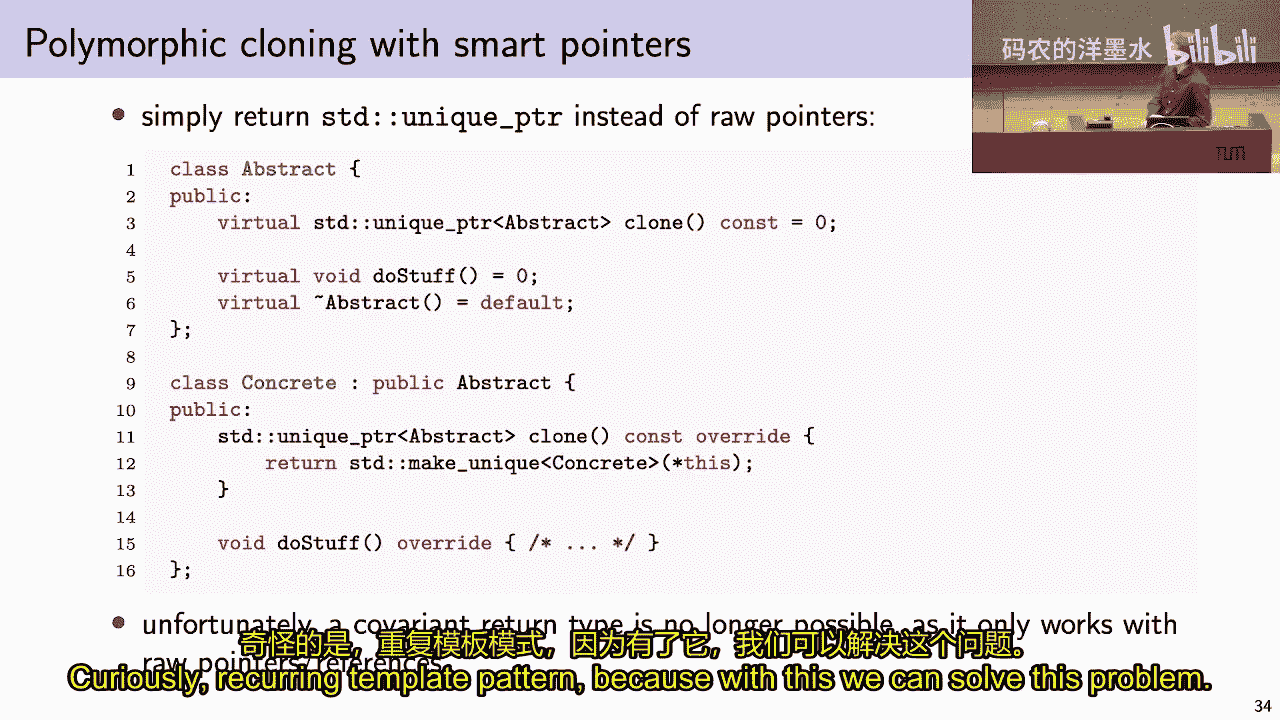 Polymorphic cloning with smart pointers
码农的洋墨水 bilibili
TUM
• simply return std::unique_ptr instead of raw pointers:
1 class Abstract {
2 public:
3 virtual std::unique_ptr<Abstract> clone() const = 0;
4
5 virtual void doStuff() = 0;
6 virtual ~Abstract() = default;
7 };
8
9 class Concrete : public Abstract {
10 public:
11 std::unique_ptr<Abstract> clone() const override {
12 return std::make_unique<Concrete>(*this);
13 }
14
15 void doStuff() override { /* ... */ }
16 };
• unfortunately, a covariant return type is no longer possible, as it only works with
raw pointers/references
奇怪的是，重复模板模式，因为有了它，我们可以解决这个问题。
Curiously, recurring template pattern, because with this we can solve this problem.
34